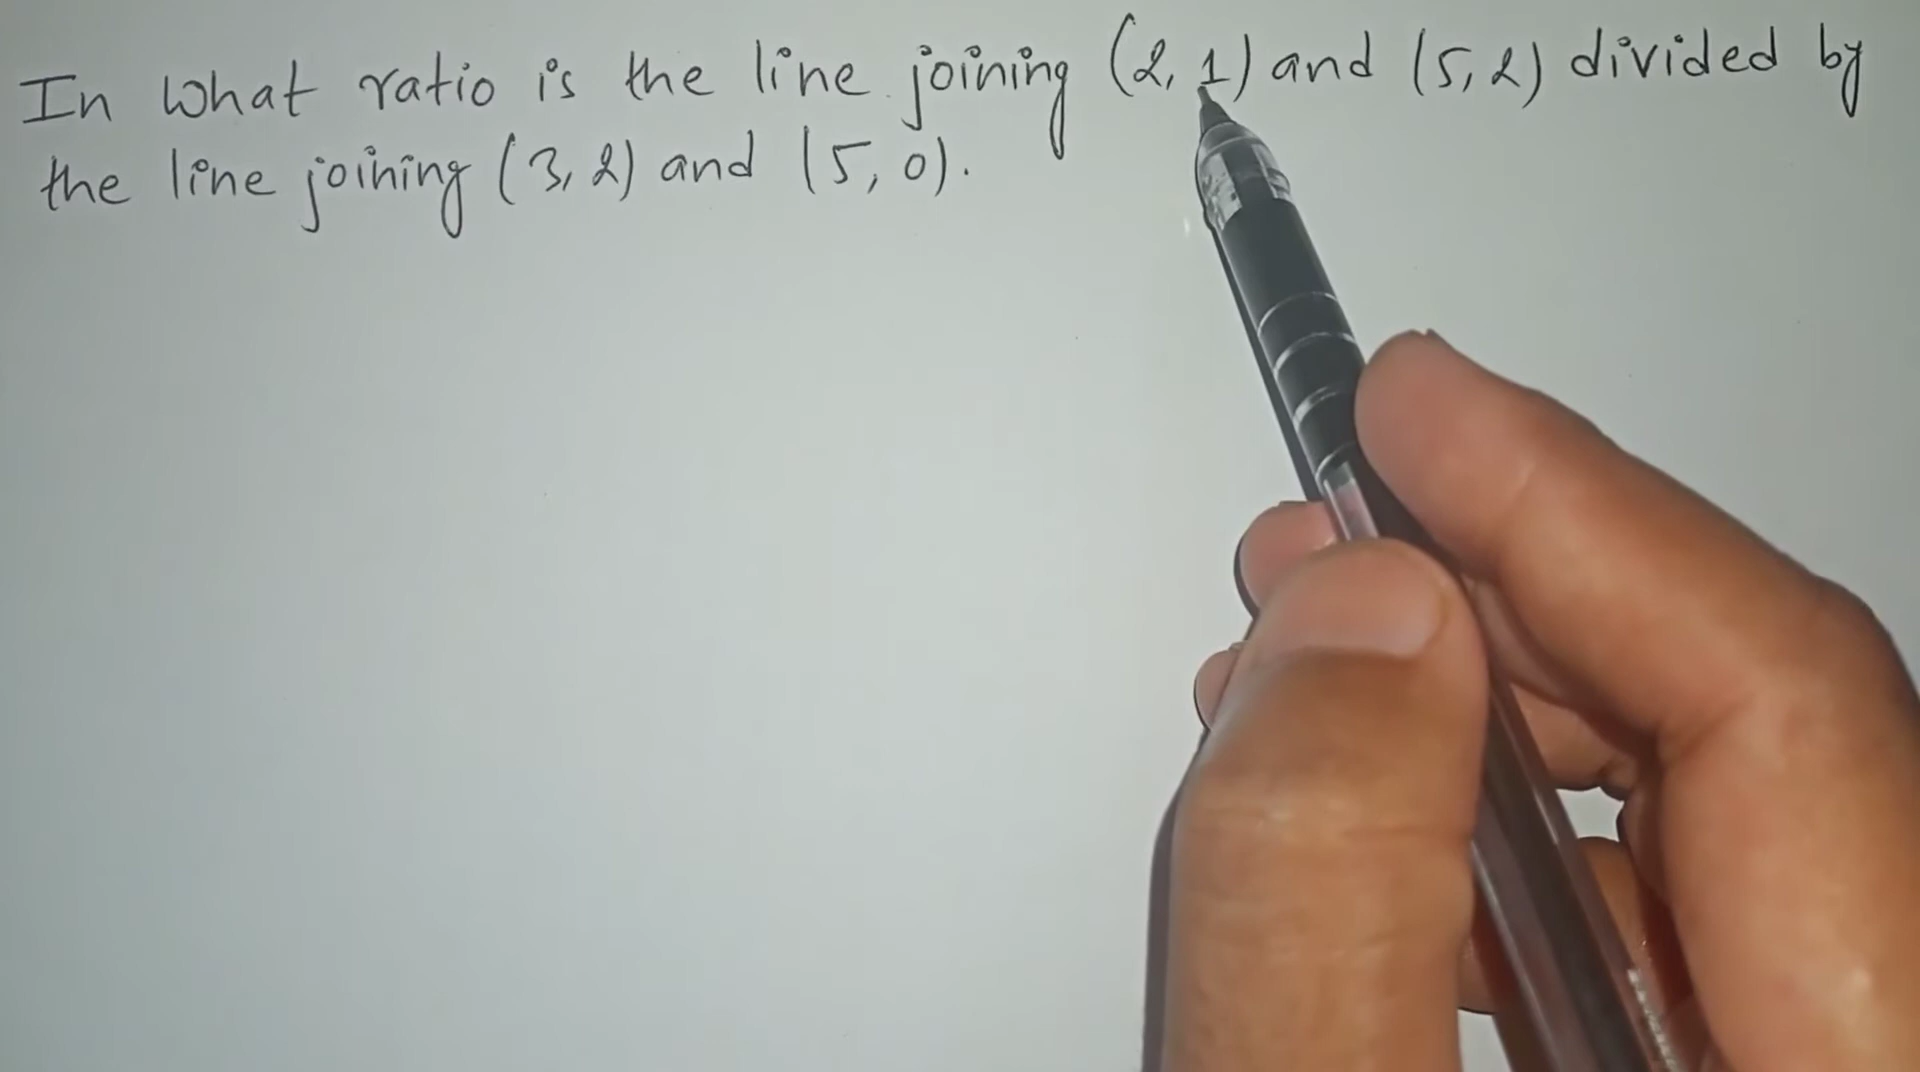 In what ratio is the line joining (2, 1) and (5, 2) divided by
the line joining (3, 2) and (5, 0).